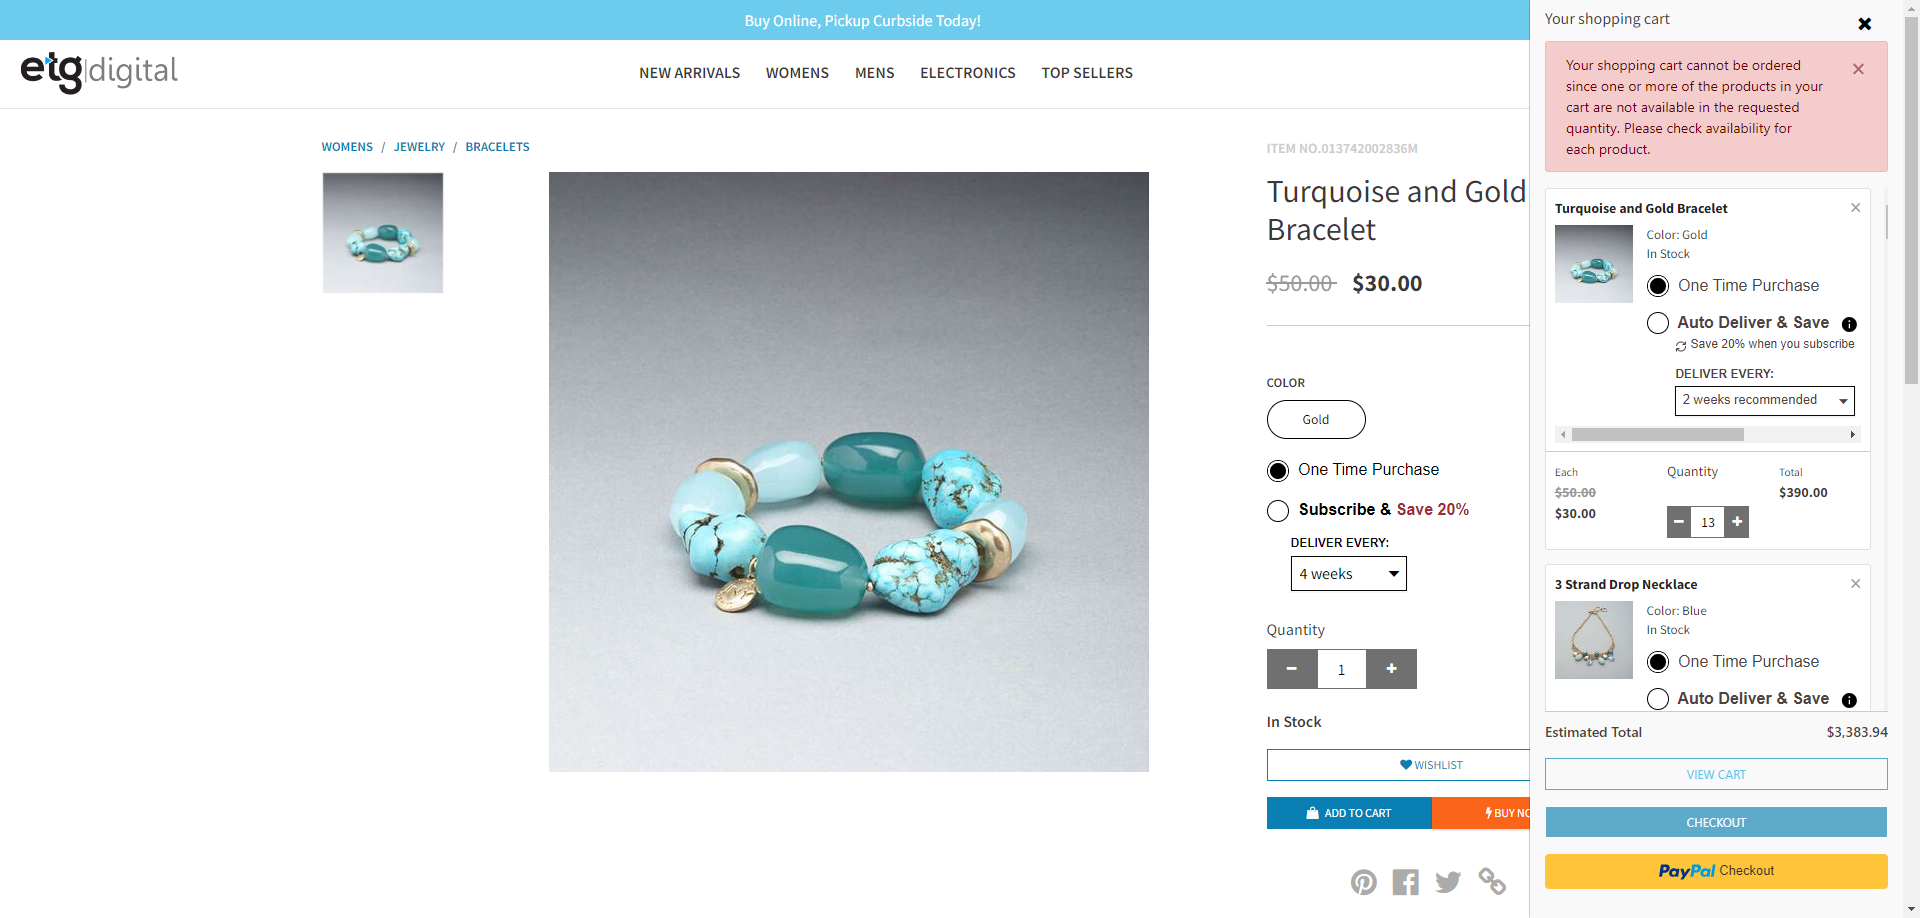 Buy Online, Pickup Curbside Today!
etg|digital
NEW ARRIVALS WOMENS MENS ELECTRONICS TOP SELLERS
WOMENS / JEWELRY / BRACELETS
ITEM NO.013742002836M
Turquoise and Gold
Bracelet
$50.00 $30.00
COLOR
Gold
One Time Purchase
Subscribe & Save 20%
DELIVER EVERY:
4 weeks
Quantity
− 1 +
In Stock
WISHLIST
ADD TO CART
BUY NO
Your shopping cart
Your shopping cart cannot be ordered
since one or more of the products in your
cart are not available in the requested
quantity. Please check availability for
each product.
Turquoise and Gold Bracelet
Color: Gold
In Stock
One Time Purchase
Auto Deliver & Save
Save 20% when you subscribe
DELIVER EVERY:
2 weeks recommended
Each Quantity Total
$50.00 $390.00
$30.00
− 13 +
3 Strand Drop Necklace
Color: Blue
In Stock
One Time Purchase
Auto Deliver & Save
Estimated Total $3,383.94
VIEW CART
CHECKOUT
PayPal Checkout